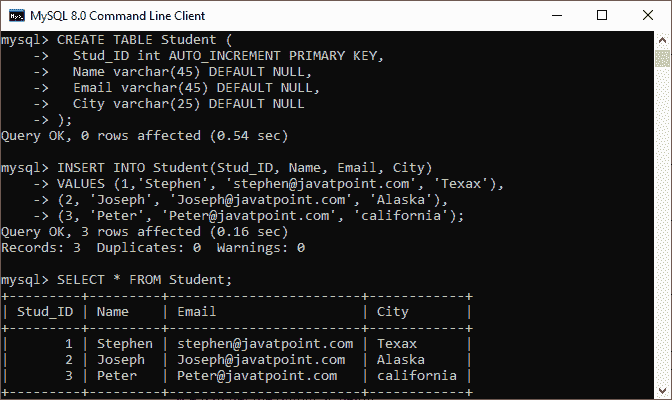 MySQL 8.0 Command Line Client
mysql> CREATE TABLE Student (
    ->   Stud_ID int AUTO_INCREMENT PRIMARY KEY,
    ->   Name varchar(45) DEFAULT NULL,
    ->   Email varchar(45) DEFAULT NULL,
    ->   City varchar(25) DEFAULT NULL
    -> );
Query OK, 0 rows affected (0.54 sec)
mysql> INSERT INTO Student(Stud_ID, Name, Email, City)
    -> VALUES (1,'Stephen', 'stephen@javatpoint.com', 'Texax'),
    -> (2, 'Joseph', 'Joseph@javatpoint.com', 'Alaska'),
    -> (3, 'Peter', 'Peter@javatpoint.com', 'california');
Query OK, 3 rows affected (0.16 sec)
Records: 3  Duplicates: 0  Warnings: 0
mysql> SELECT * FROM Student;
+---------+---------+------------------------+------------+
| Stud_ID | Name    | Email                  | City       |
+---------+---------+------------------------+------------+
|       1 | Stephen | stephen@javatpoint.com | Texax      |
|       2 | Joseph  | Joseph@javatpoint.com  | Alaska     |
|       3 | Peter   | Peter@javatpoint.com   | california |
+---------+---------+------------------------+------------+